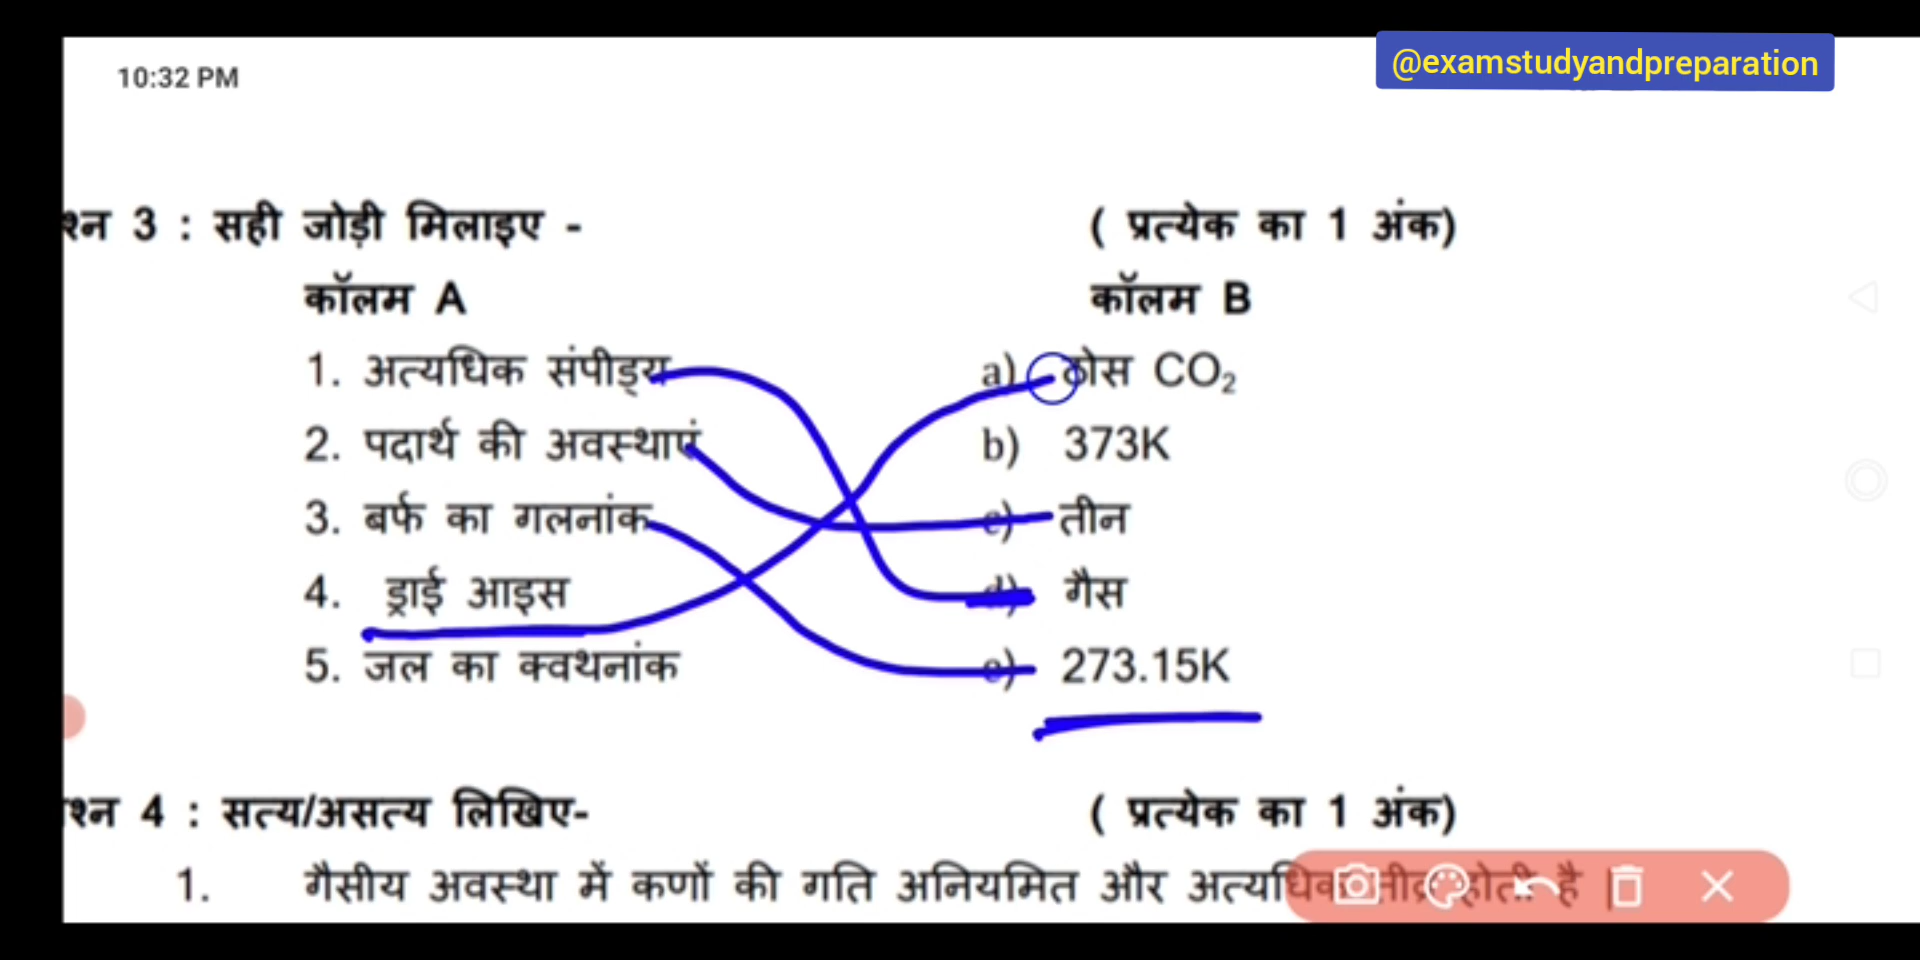 @examstudyandpreparation
10:32 PM
श्न 3 : सही जोड़ी मिलाइए - ( प्रत्येक का 1 अंक)
कॉलम A कॉलम B
1. अत्यधिक संपीड्य a) ठोस CO₂
2. पदार्थ की अवस्थाएं b) 373K
3. बर्फ का गलनांक c) तीन
4. ड्राई आइस d) गैस
5. जल का क्वथनांक e) 273.15K
श्न 4 : सत्य/असत्य लिखिए- ( प्रत्येक का 1 अंक)
1. गैसीय अवस्था में कणों की गति अनियमित और अत्यधिक तीव्र होती है |